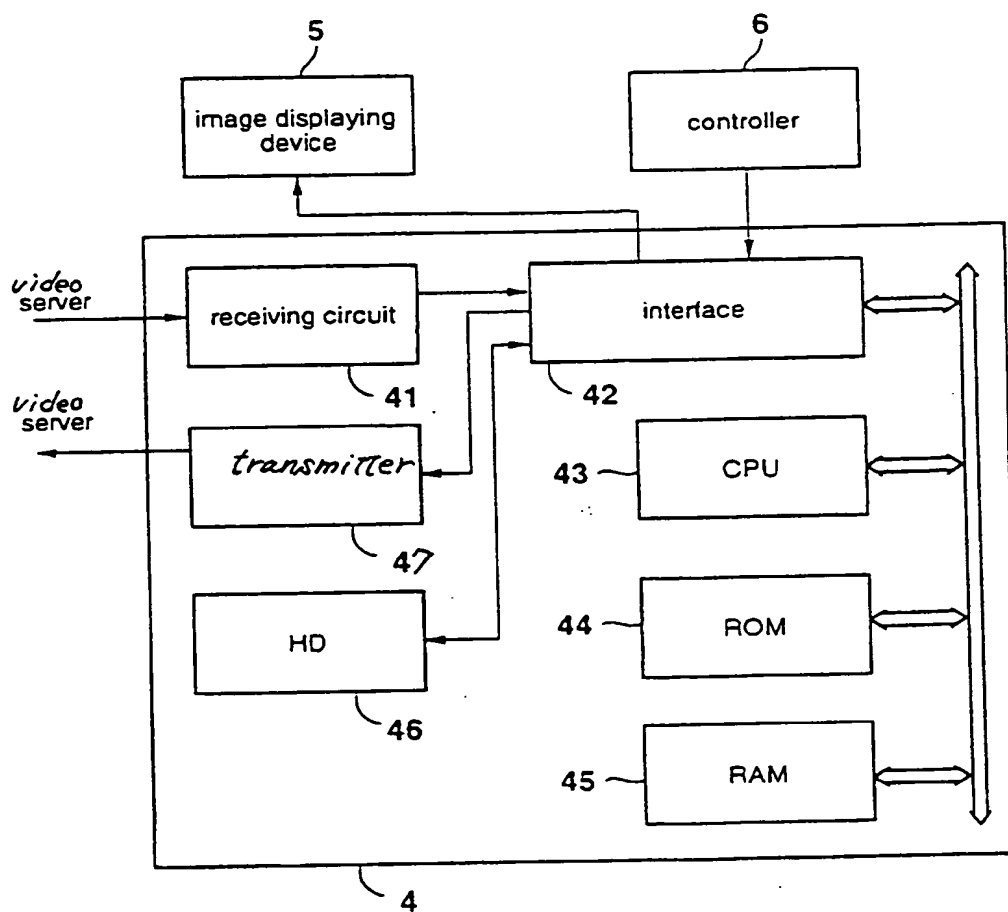 5
6
image displaying
device
controller
video
server
receiving circuit
41
interface
42
video
server
transmitter
47
CPU
43
HD
46
ROM
44
RAM
45
4